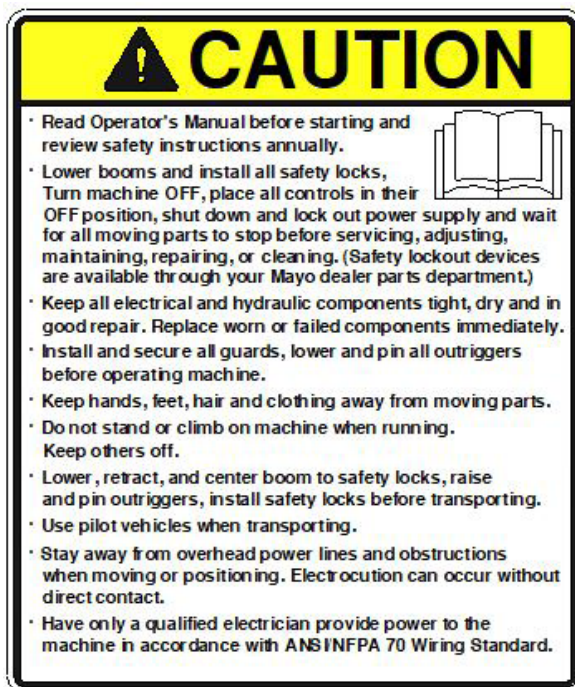 CAUTION
· Read Operator's Manual before starting and
review safety instructions annually.
· Lower booms and install all safety locks,
Turn machine OFF, place all controls in their
OFF position, shut down and lock out power supply and wait
for all moving parts to stop before servicing, adjusting,
maintaining, repairing, or cleaning. (Safety lockout devices
are available through your Mayo dealer parts department.)
· Keep all electrical and hydraulic components tight, dry and in
good repair. Replace worn or failed components immediately.
· Install and secure all guards, lower and pin all outriggers
before operating machine.
· Keep hands, feet, hair and clothing away from moving parts.
· Do not stand or climb on machine when running.
Keep others off.
· Lower, retract, and center boom to safety locks, raise
and pin outriggers, install safety locks before transporting.
· Use pilot vehicles when transporting.
· Stay away from overhead power lines and obstructions
when moving or positioning. Electrocution can occur without
direct contact.
· Have only a qualified electrician provide power to the
machine in accordance with ANSI/NFPA 70 Wiring Standard.